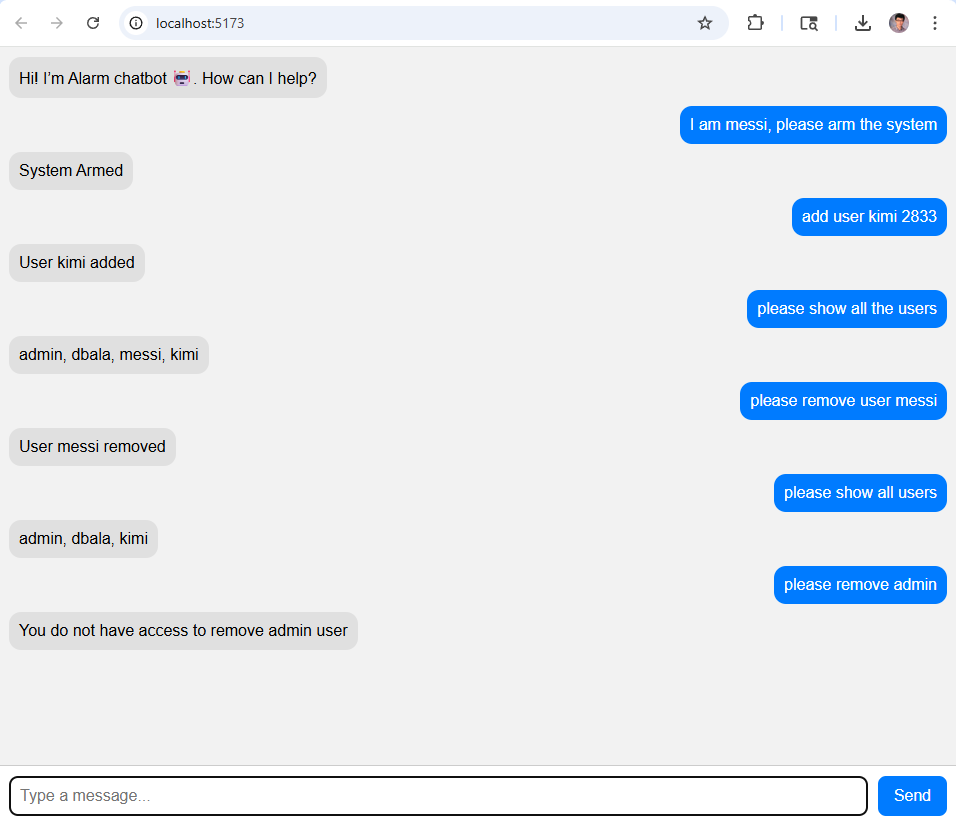 localhost:5173
Hi! I'm Alarm chatbot 🤖. How can I help?
I am messi, please arm the system
System Armed
add user kimi 2833
User kimi added
please show all the users
admin, dbala, messi, kimi
please remove user messi
User messi removed
please show all users
admin, dbala, kimi
please remove admin
You do not have access to remove admin user
Type a message...
Send